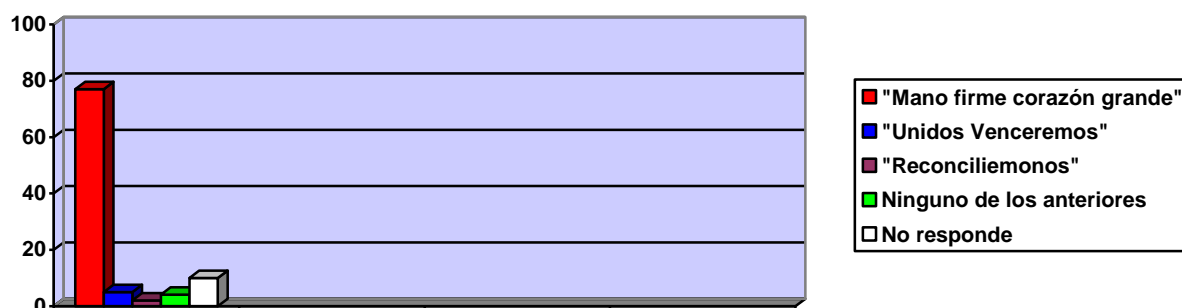 100
80
60
40
20
0
"Mano firme corazón grande"
"Unidos Venceremos"
"Reconciliemonos"
Ninguno de los anteriores
No responde